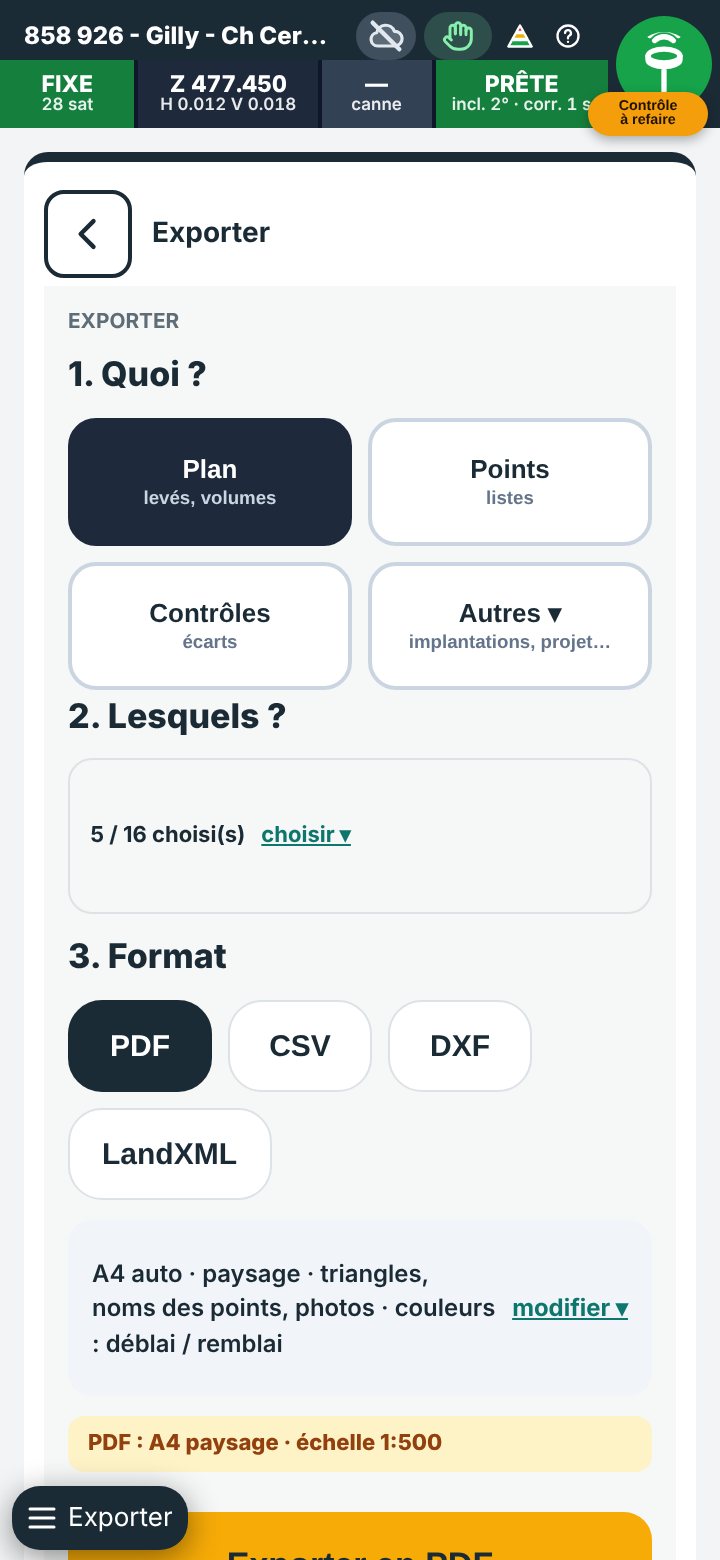 858 926 - Gilly - Ch Cer...
FIXE
28 sat
Z 477.450
H 0.012 V 0.018
—
canne
PRÊTE
incl. 2° · corr. 1 s
Contrôle
à refaire
Exporter
EXPORTER
1. Quoi ?
Plan
levés, volumes
Points
listes
Contrôles
écarts
Autres ▾
implantations, projet...
2. Lesquels ?
5 / 16 choisi(s) choisir ▾
3. Format
PDF
CSV
DXF
LandXML
A4 auto · paysage · triangles,
noms des points, photos · couleurs modifier ▾
: déblai / remblai
PDF : A4 paysage · échelle 1:500
Exporter
Exporter en PDF